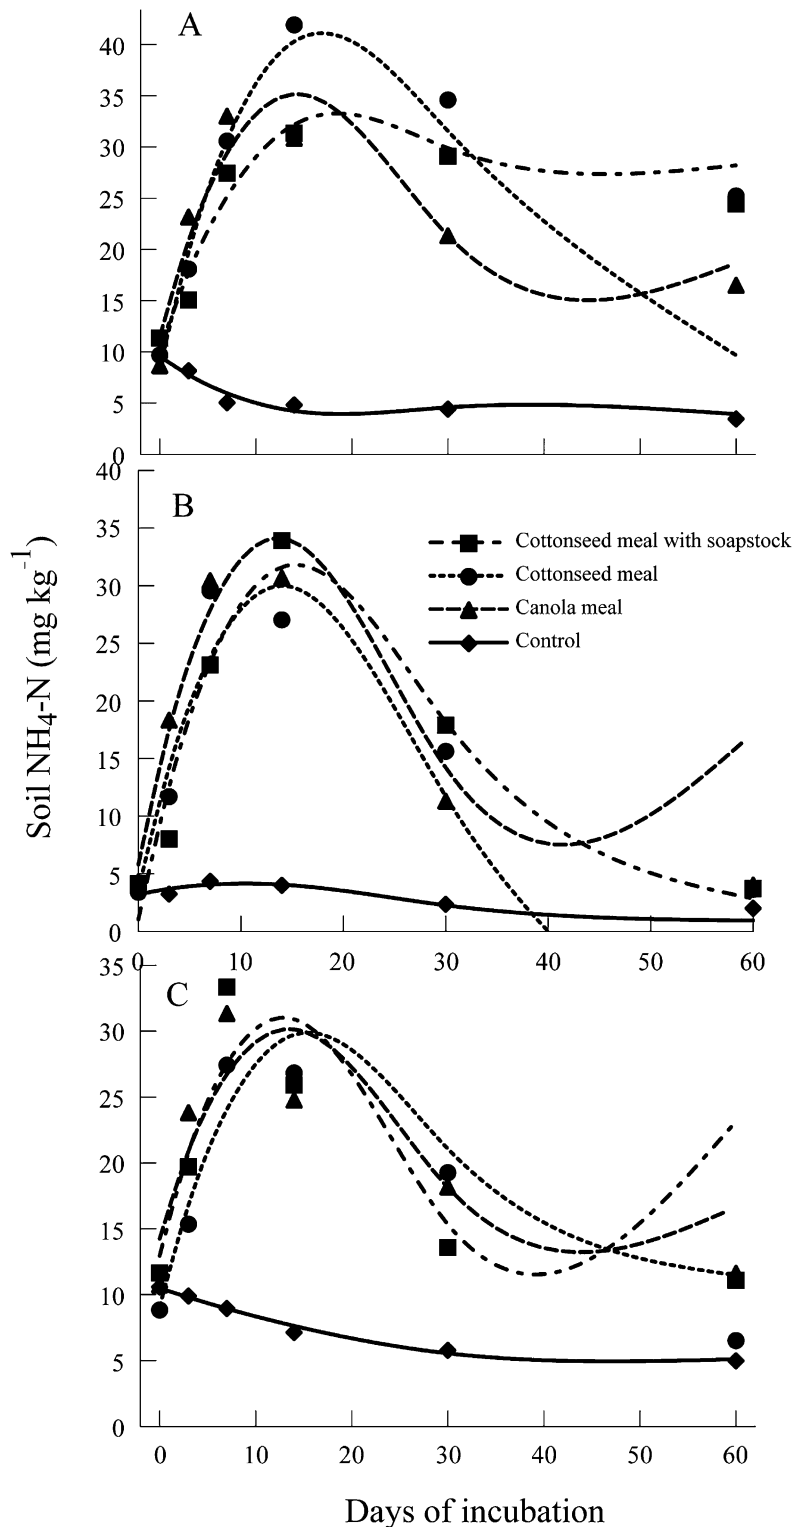 A
40
35
30
25
20
15
10
5
0
40
B
35
30
25
20
15
10
5
0
Cottonseed meal with soapstock
Cottonseed meal
Canola meal
Control
Soil NH4-N (mg kg-1)
0 10 20 30 40 50 60
35
C
30
25
20
15
10
5
0
0 10 20 30 40 50 60
Days of incubation